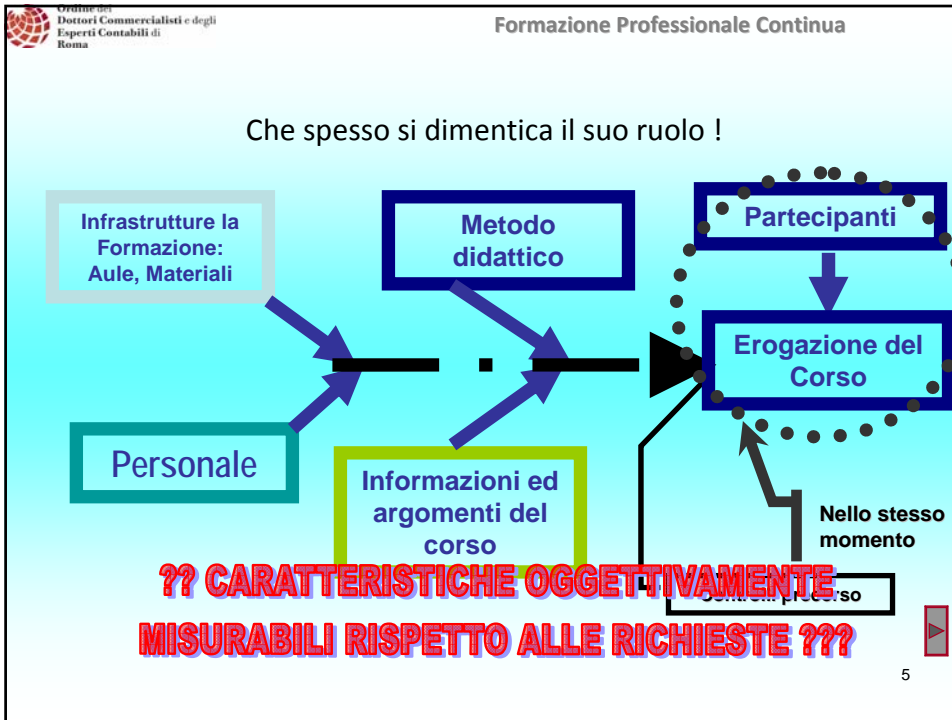 Ordine dei
Dottori Commercialisti e degli
Esperti Contabili di
Roma
Formazione Professionale Continua
Che spesso si dimentica il suo ruolo !
Infrastrutture la
Formazione:
Aule, Materiali
Metodo
didattico
Partecipanti
Erogazione del
Corso
Personale
Informazioni ed
argomenti del
corso
Nello stesso
momento
?? CARATTERISTICHE OGGETTIVAMENTE
MISURABILI RISPETTO ALLE RICHIESTE ???
5